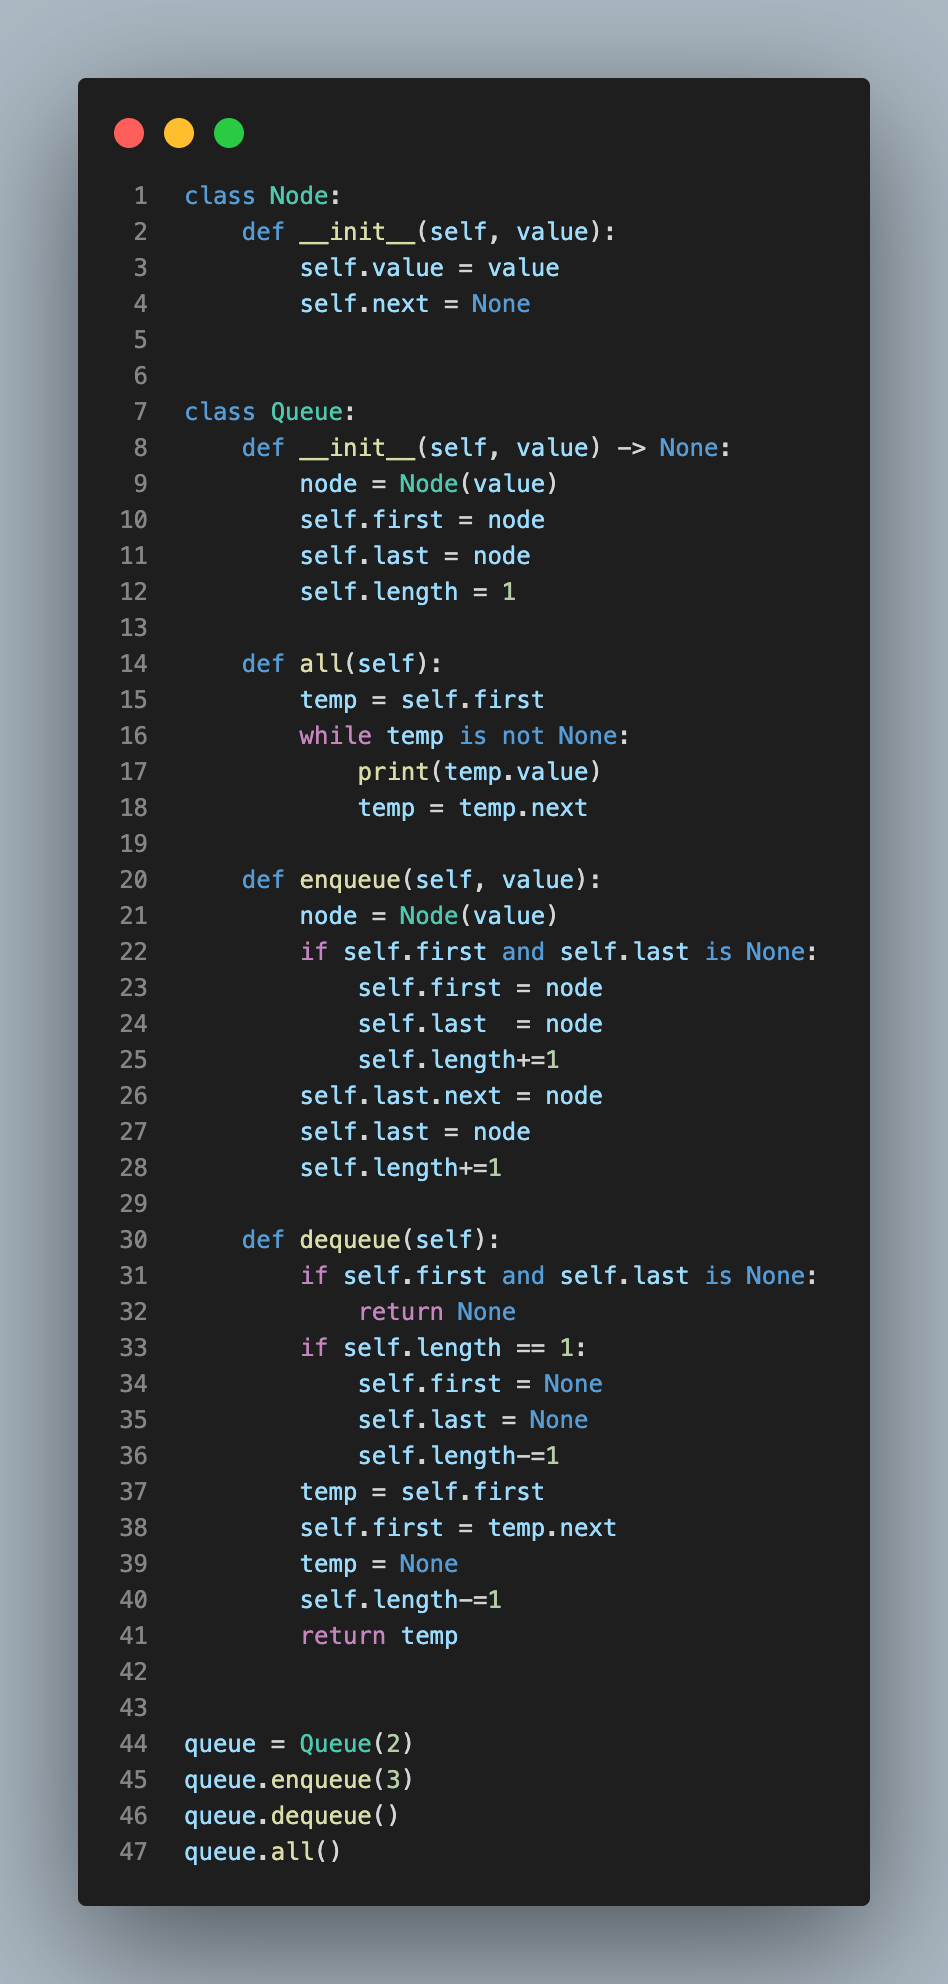 1 class Node:
2     def __init__(self, value):
3         self.value = value
4         self.next = None
5
6
7 class Queue:
8     def __init__(self, value) -> None:
9         node = Node(value)
10         self.first = node
11         self.last = node
12         self.length = 1
13
14     def all(self):
15         temp = self.first
16         while temp is not None:
17             print(temp.value)
18             temp = temp.next
19
20     def enqueue(self, value):
21         node = Node(value)
22         if self.first and self.last is None:
23             self.first = node
24             self.last  = node
25             self.length+=1
26         self.last.next = node
27         self.last = node
28         self.length+=1
29
30     def dequeue(self):
31         if self.first and self.last is None:
32             return None
33         if self.length == 1:
34             self.first = None
35             self.last = None
36             self.length-=1
37         temp = self.first
38         self.first = temp.next
39         temp = None
40         self.length-=1
41         return temp
42
43
44 queue = Queue(2)
45 queue.enqueue(3)
46 queue.dequeue()
47 queue.all()